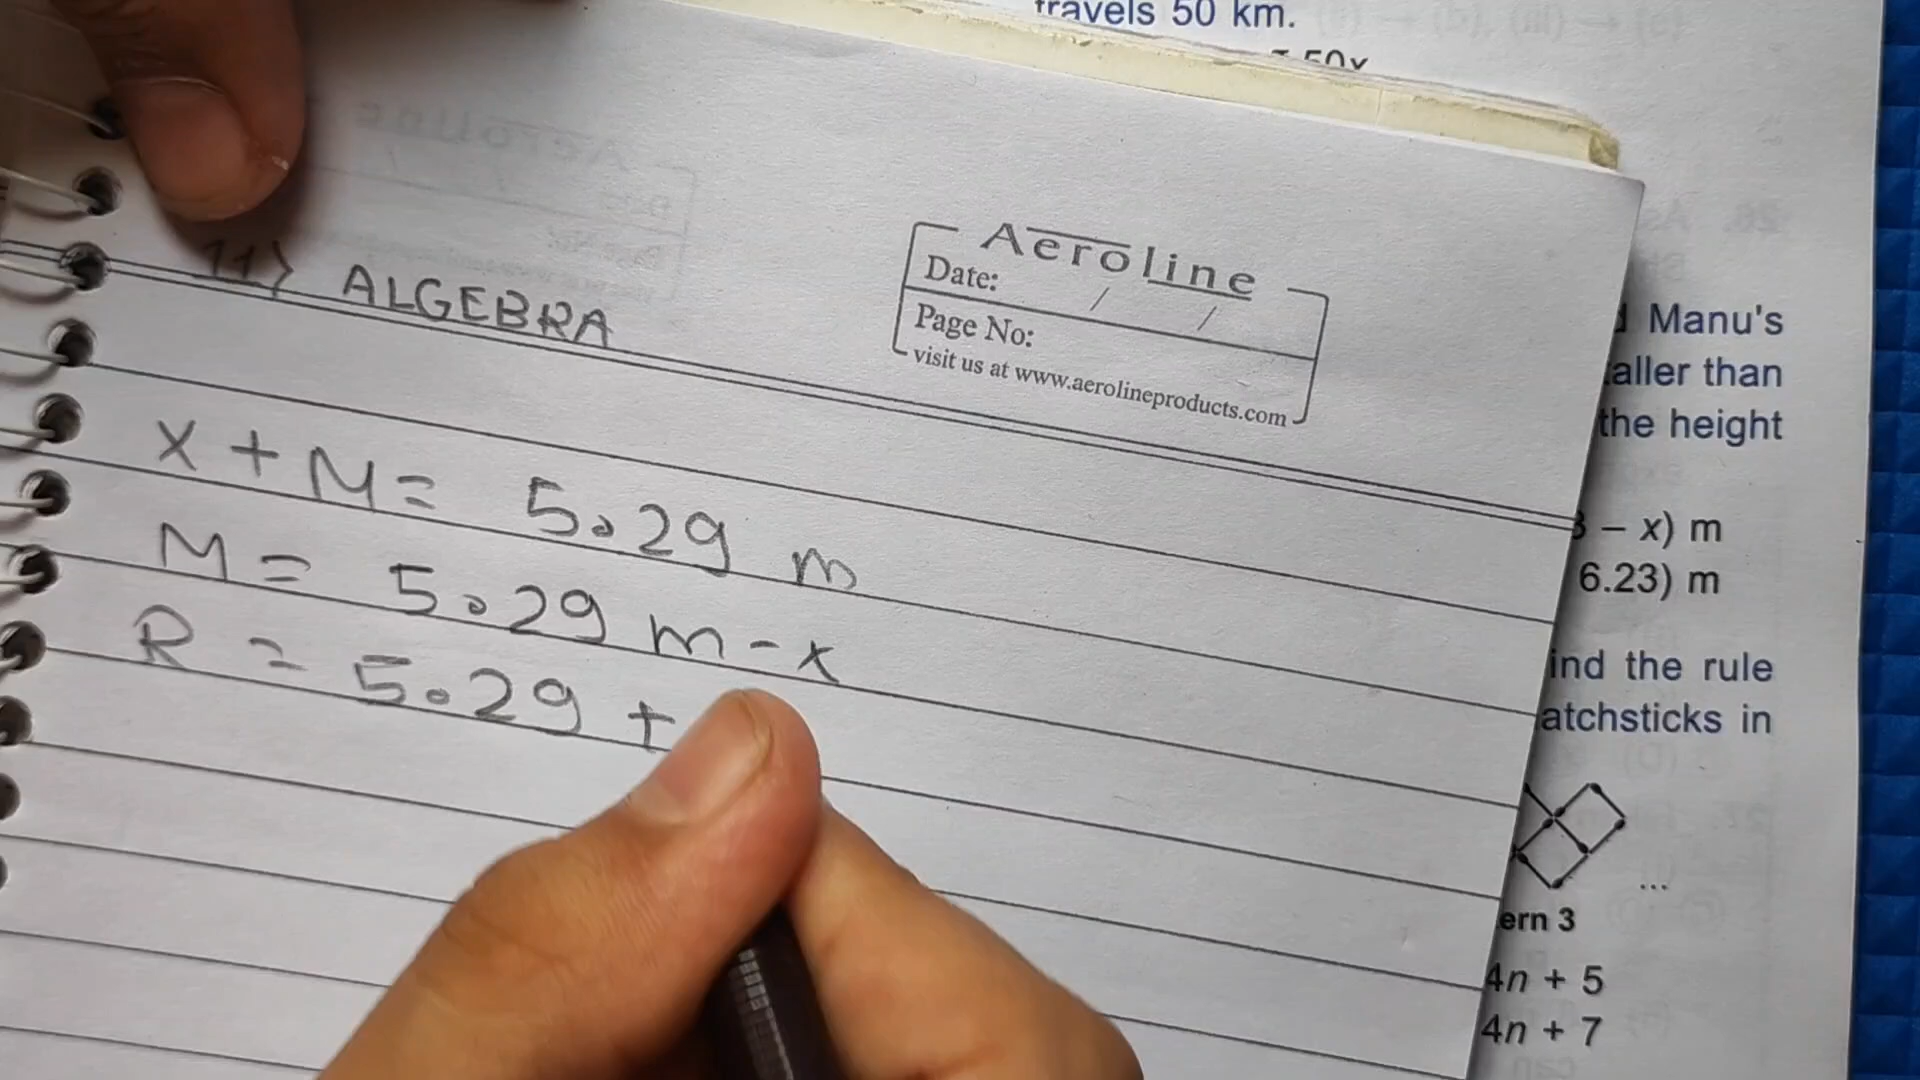 travels 50 km.
Aeroline
Date: / /
Page No:
visit us at www.aerolineproducts.com
11> ALGEBRA
x + M = 5.29 m
M = 5.29 m - x
R = 5.29 +
Manu's
aller than
the height
– x) m
6.23) m
ind the rule
atchsticks in
...
ern 3
4n + 5
4n + 7